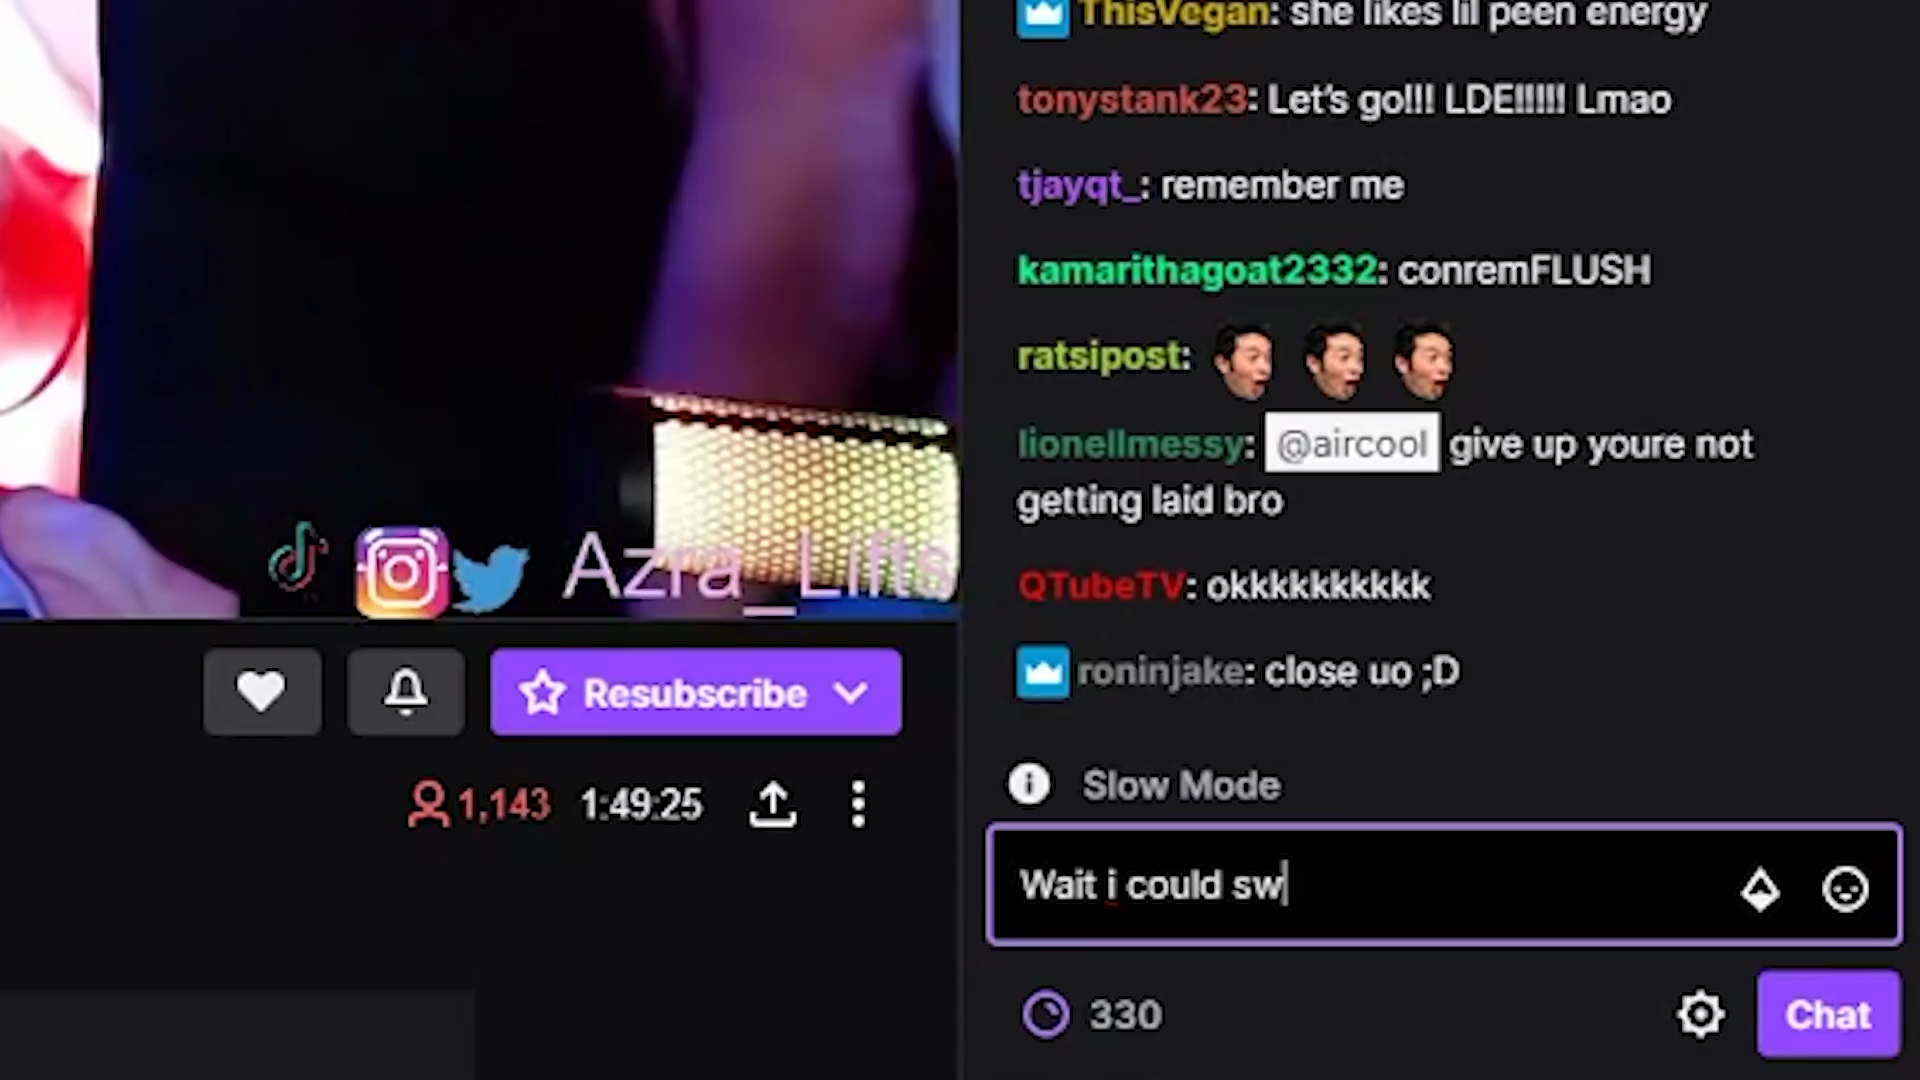 ThisVegan: she likes lil peen energy
tonystank23: Let's go!!! LDE!!!!! Lmao
tjayqt_: remember me
kamarithagoat2332: conremFLUSH
ratsipost:
lionellmessy: @aircool give up youre not
getting laid bro
QTubeTV: okkkkkkkkkk
roninjake: close uo ;D
Azra_Lifts
Resubscribe
1,143 1:49:25
Slow Mode
Wait i could sw
330
Chat